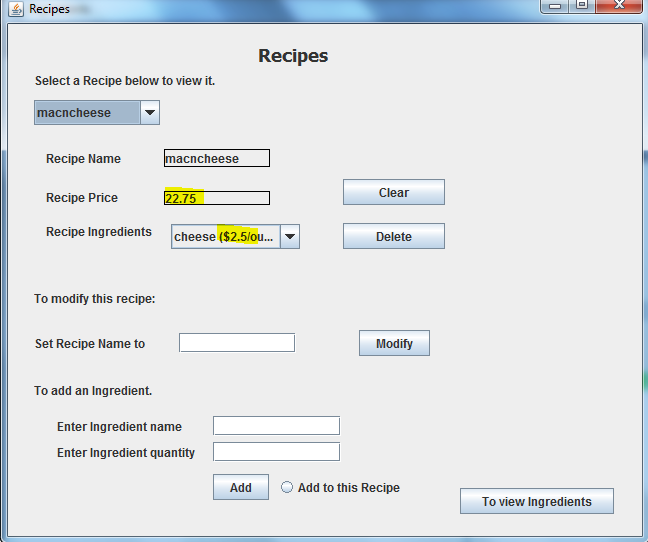 Recipes
Recipes
Select a Recipe below to view it.
macncheese
Recipe Name macncheese
Recipe Price 22.75 Clear
Recipe Ingredients cheese ($2.5/ou... Delete
To modify this recipe:
Set Recipe Name to Modify
To add an Ingredient.
Enter Ingredient name
Enter Ingredient quantity
Add Add to this Recipe
To view Ingredients